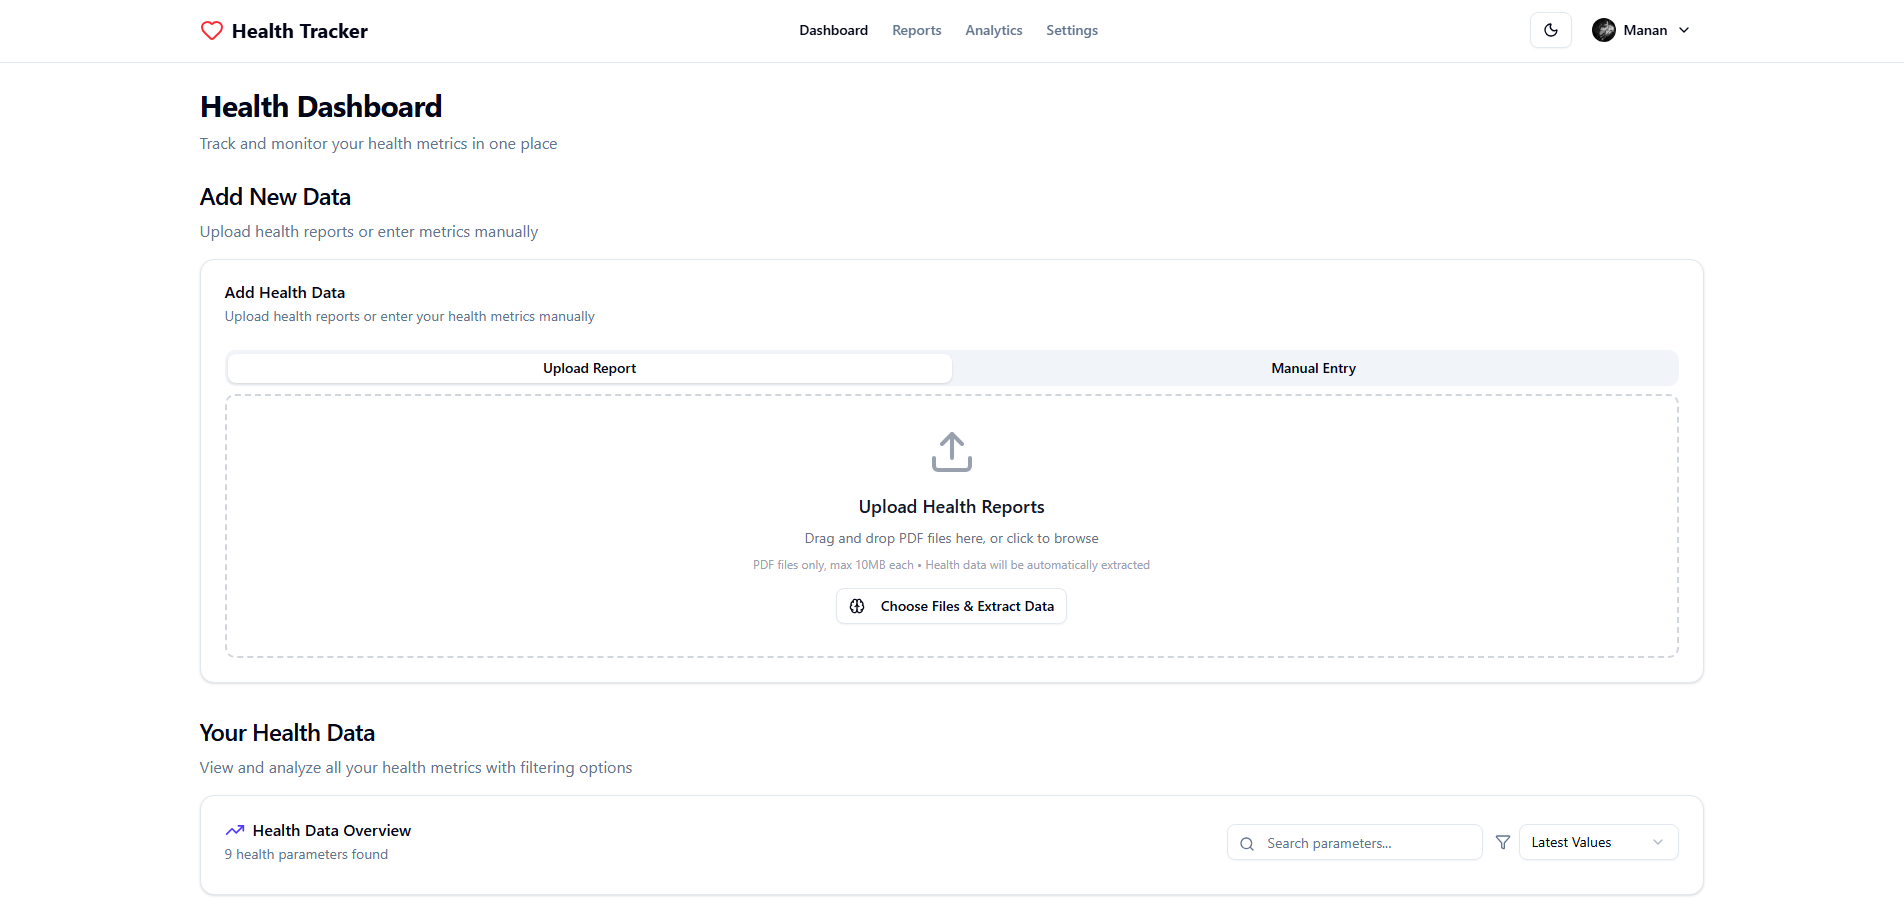 Health Tracker
Dashboard
Reports
Analytics
Settings
Manan
Health Dashboard
Track and monitor your health metrics in one place
Add New Data
Upload health reports or enter metrics manually
Add Health Data
Upload health reports or enter your health metrics manually
Upload Report
Manual Entry
Upload Health Reports
Drag and drop PDF files here, or click to browse
PDF files only, max 10MB each • Health data will be automatically extracted
Choose Files & Extract Data
Your Health Data
View and analyze all your health metrics with filtering options
Health Data Overview
9 health parameters found
Search parameters...
Latest Values